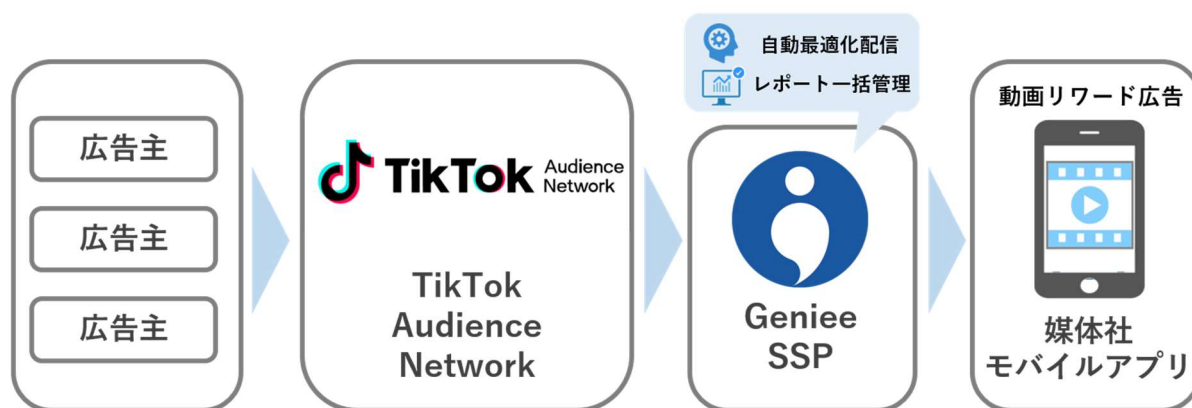 広告主
広告主
広告主
TikTok Audience Network
TikTok
Audience
Network
自動最適化配信
レポート一括管理
Geniee
SSP
動画リワード広告
媒体社
モバイルアプリ